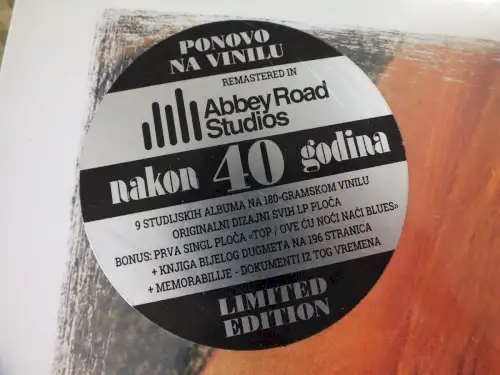 PONOVO
NA VINILU
REMASTERED IN
Abbey Road
Studios
nakon 40 godina
9 STUDIJSKIH ALBUMA NA 180-GRAMSKOM VINILU
ORIGINALNI DIZAJNI SVIH LP PLOČA
BONUS: PRVA SINGL PLOČA «TOP / OVE ĆU NOĆI NAĆI BLUES»
+ KNJIGA BIJELOG DUGMETA NA 196 STRANICA
+ MEMORABILIJE - DOKUMENTI IZ TOG VREMENA
LIMITED
EDITION